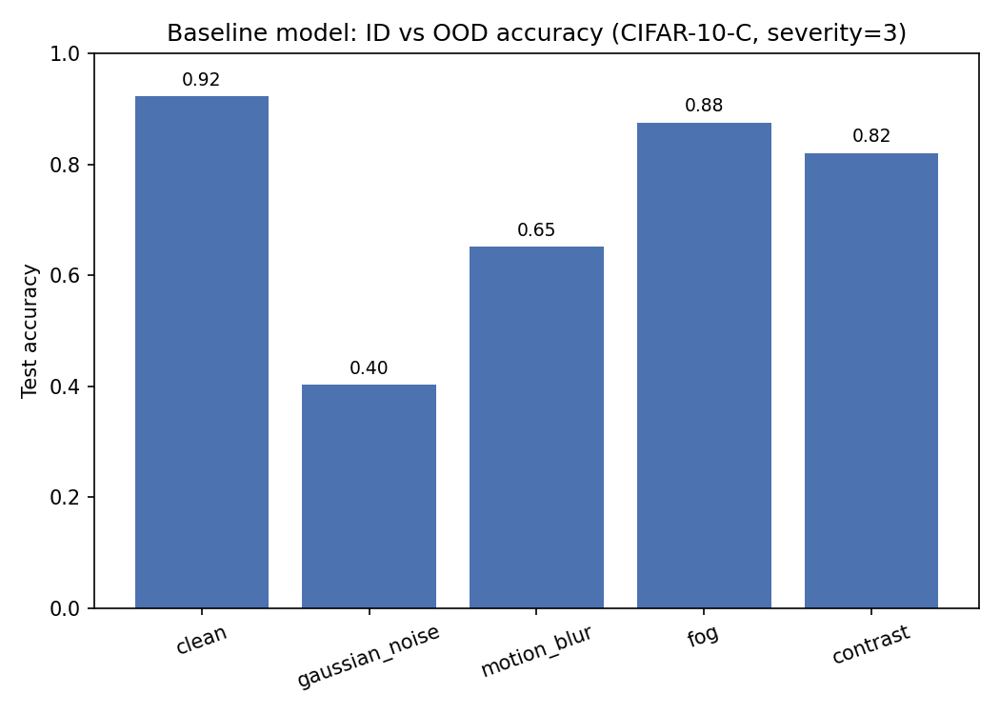 Baseline model: ID vs OOD accuracy (CIFAR-10-C, severity=3)
Test accuracy
1.0
0.8
0.6
0.4
0.2
0.0
0.92
0.40
0.65
0.88
0.82
clean
gaussian_noise
motion_blur
fog
contrast